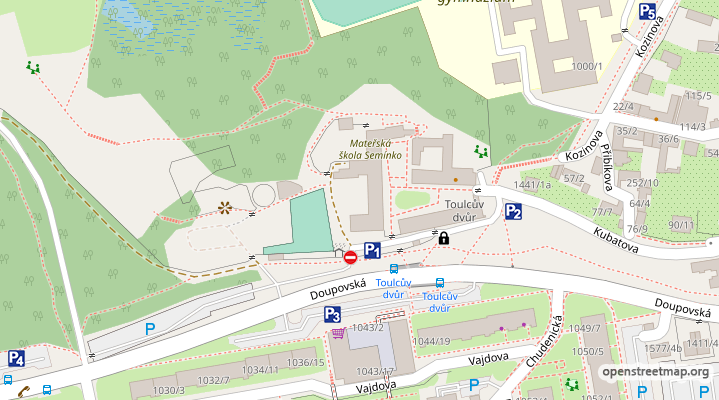 gymnázium
P5
Kozinova
1000/1
115/5
22/4
114/3
35/2
36/6
Kozinova
Přibíkova
Mateřská
škola Semínko
57/2
252/10
1441/1a
64/4
77/7
90/11
76/9
Toulcův
dvůr
P2
Kubatova
P1
Doupovská
Toulcův
dvůr
Toulcův
dvůr
Doupovská
P3
P
1043/2
1044/19
Chudenická
1049/7
1050/5
1577/4b
1411/4
P4
1036/15
1034/11
1032/7
1030/3
1043/17
Vajdova
Vajdova
P
P
openstreetmap.org